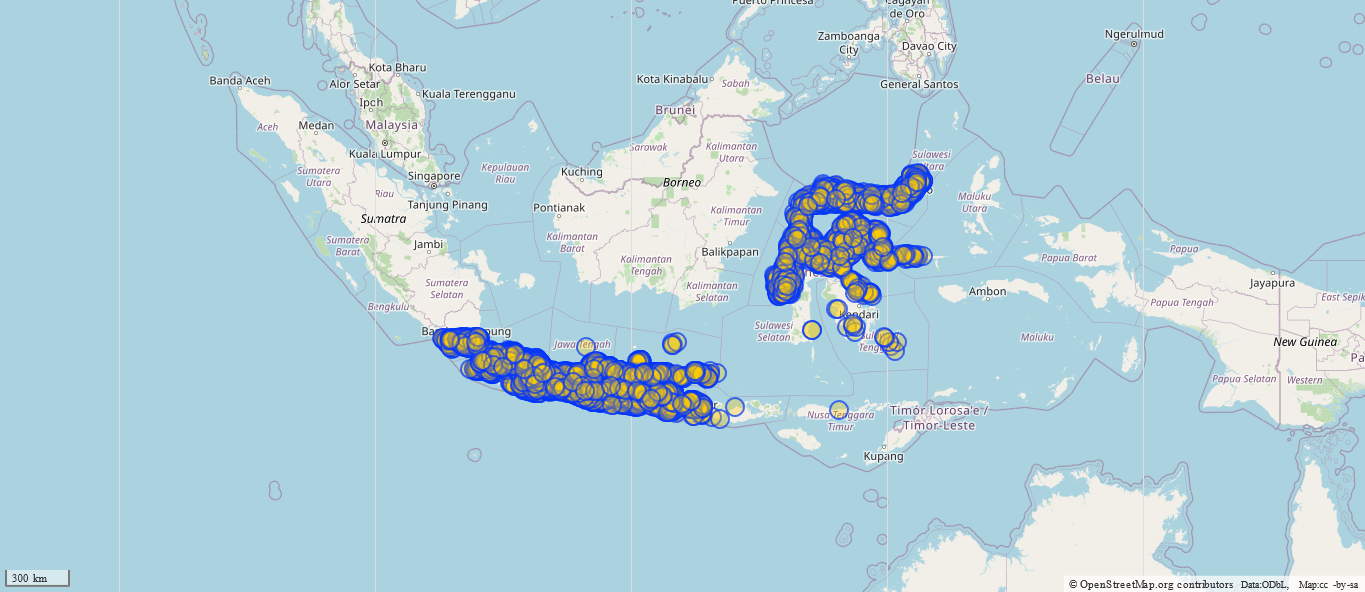 Puerto Princesa
Cagayan
de Oro
Zamboanga
City
Davao City
General Santos
Ngerulmud
Belau
Banda Aceh
Kota Bharu
Alor Setar
Ipoh
Kuala Terengganu
Malaysia
Kuala Lumpur
Aceh
Medan
Kota Kinabalu
Sabah
Brunei
Sarawak
Kalimantan
Utara
Kepulauan
Riau
Sumatera
Utara
Singapore
Riau
Tanjung Pinang
Kuching
Borneo
Pontianak
Sumatra
Sumatera
Barat
Jambi
Kalimantan
Barat
Kalimantan
Timur
Balikpapan
Kalimantan
Tengah
Kalimantan
Selatan
Sumatera
Selatan
Bengkulu
Sulawesi
Maluku
Utara
Papua
Papua Barat
Jayapura
Papua Tengah
East Sepik
Ambon
Maluku
New Guinea
Papua Selatan
Western
Kendari
Sulawesi
Selatan
Jawa Tengah
Nusa Tenggara
Timur
Timór Lorosa'e /
Timor-Leste
Kupang
300 km
© OpenStreetMap.org contributors Data:ODbL, Map:cc -by-sa